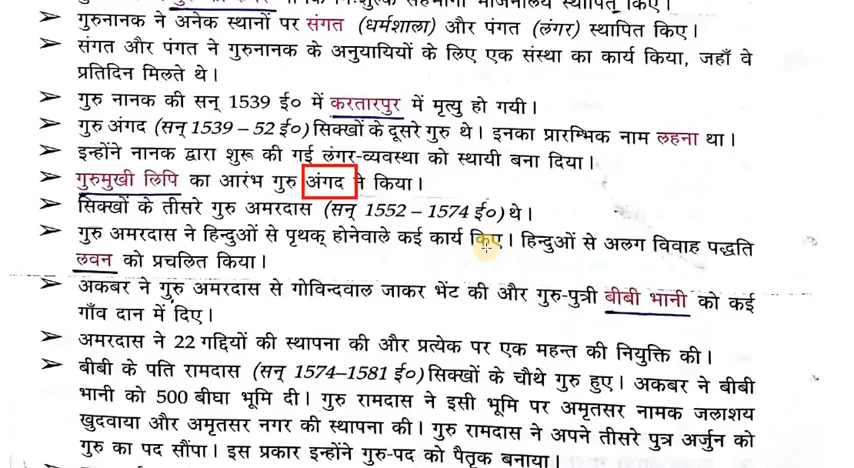 गुरुनानक ने अनेक स्थानों पर संगत (धर्मशाला) और पंगत (लंगर) स्थापित किए।
संगत और पंगत ने गुरुनानक के अनुयायियों के लिए एक संस्था का कार्य किया, जहाँ वे
प्रतिदिन मिलते थे।
गुरु नानक की सन् 1539 ई० में करतारपुर में मृत्यु हो गयी।
गुरु अंगद (सन् 1539 – 52 ई०) सिक्खों के दूसरे गुरु थे। इनका प्रारम्भिक नाम लहना था।
इन्होंने नानक द्वारा शुरू की गई लंगर-व्यवस्था को स्थायी बना दिया।
गुरुमुखी लिपि का आरंभ गुरु अंगद ने किया।
सिक्खों के तीसरे गुरु अमरदास (सन् 1552 – 1574 ई०) थे।
गुरु अमरदास ने हिन्दुओं से पृथक् होनेवाले कई कार्य किए। हिन्दुओं से अलग विवाह पद्धति
लवन को प्रचलित किया।
अकबर ने गुरु अमरदास से गोविन्दवाल जाकर भेंट की और गुरु-पुत्री बीबी भानी को कई
गाँव दान में दिए।
अमरदास ने 22 गद्दियों की स्थापना की और प्रत्येक पर एक महन्त की नियुक्ति की।
बीबी के पति रामदास (सन् 1574–1581 ई०) सिक्खों के चौथे गुरु हुए। अकबर ने बीबी
भानी को 500 बीघा भूमि दी। गुरु रामदास ने इसी भूमि पर अमृतसर नामक जलाशय
खुदवाया और अमृतसर नगर की स्थापना की। गुरु रामदास ने अपने तीसरे पुत्र अर्जुन को
गुरु का पद सौंपा। इस प्रकार इन्होंने गुरु-पद को पैतृक बनाया।